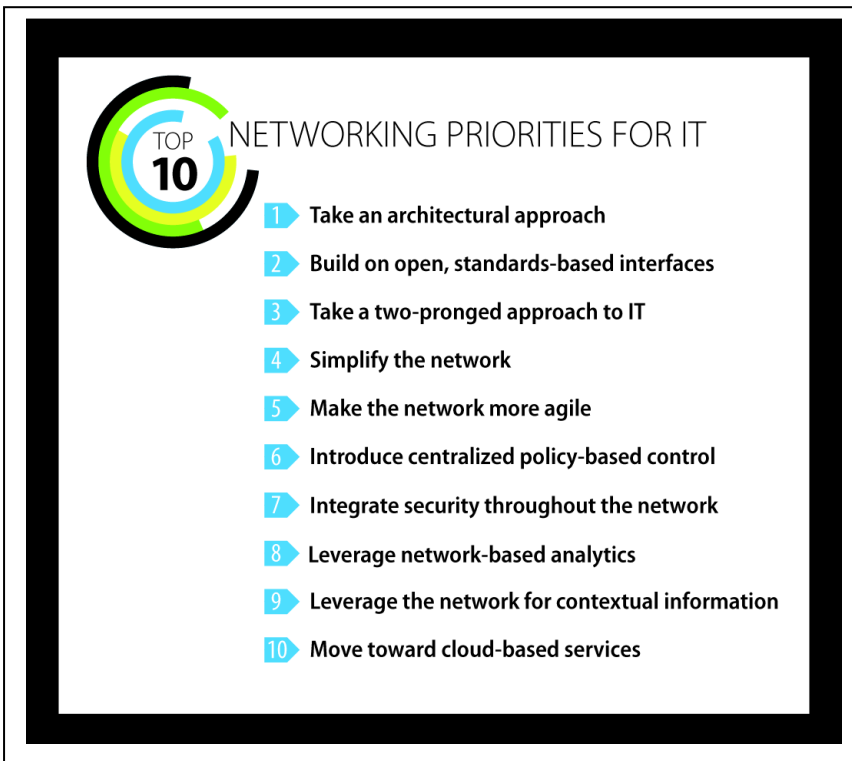 TOP
10
NETWORKING PRIORITIES FOR IT
1 Take an architectural approach
2 Build on open, standards-based interfaces
3 Take a two-pronged approach to IT
4 Simplify the network
5 Make the network more agile
6 Introduce centralized policy-based control
7 Integrate security throughout the network
8 Leverage network-based analytics
9 Leverage the network for contextual information
10 Move toward cloud-based services